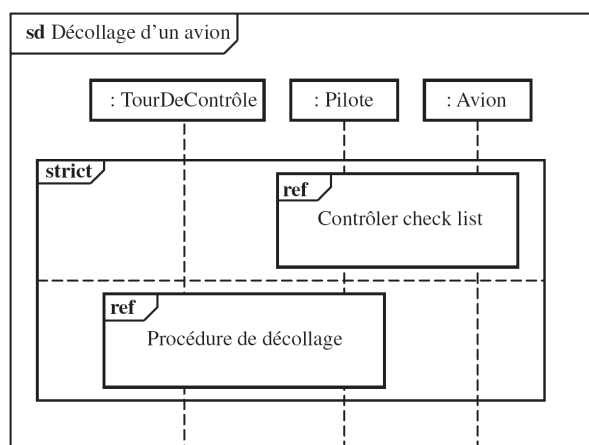 sd Décollage d'un avion
: TourDeContrôle
: Pilote
: Avion
strict
ref
Contrôler check list
ref
Procédure de décollage